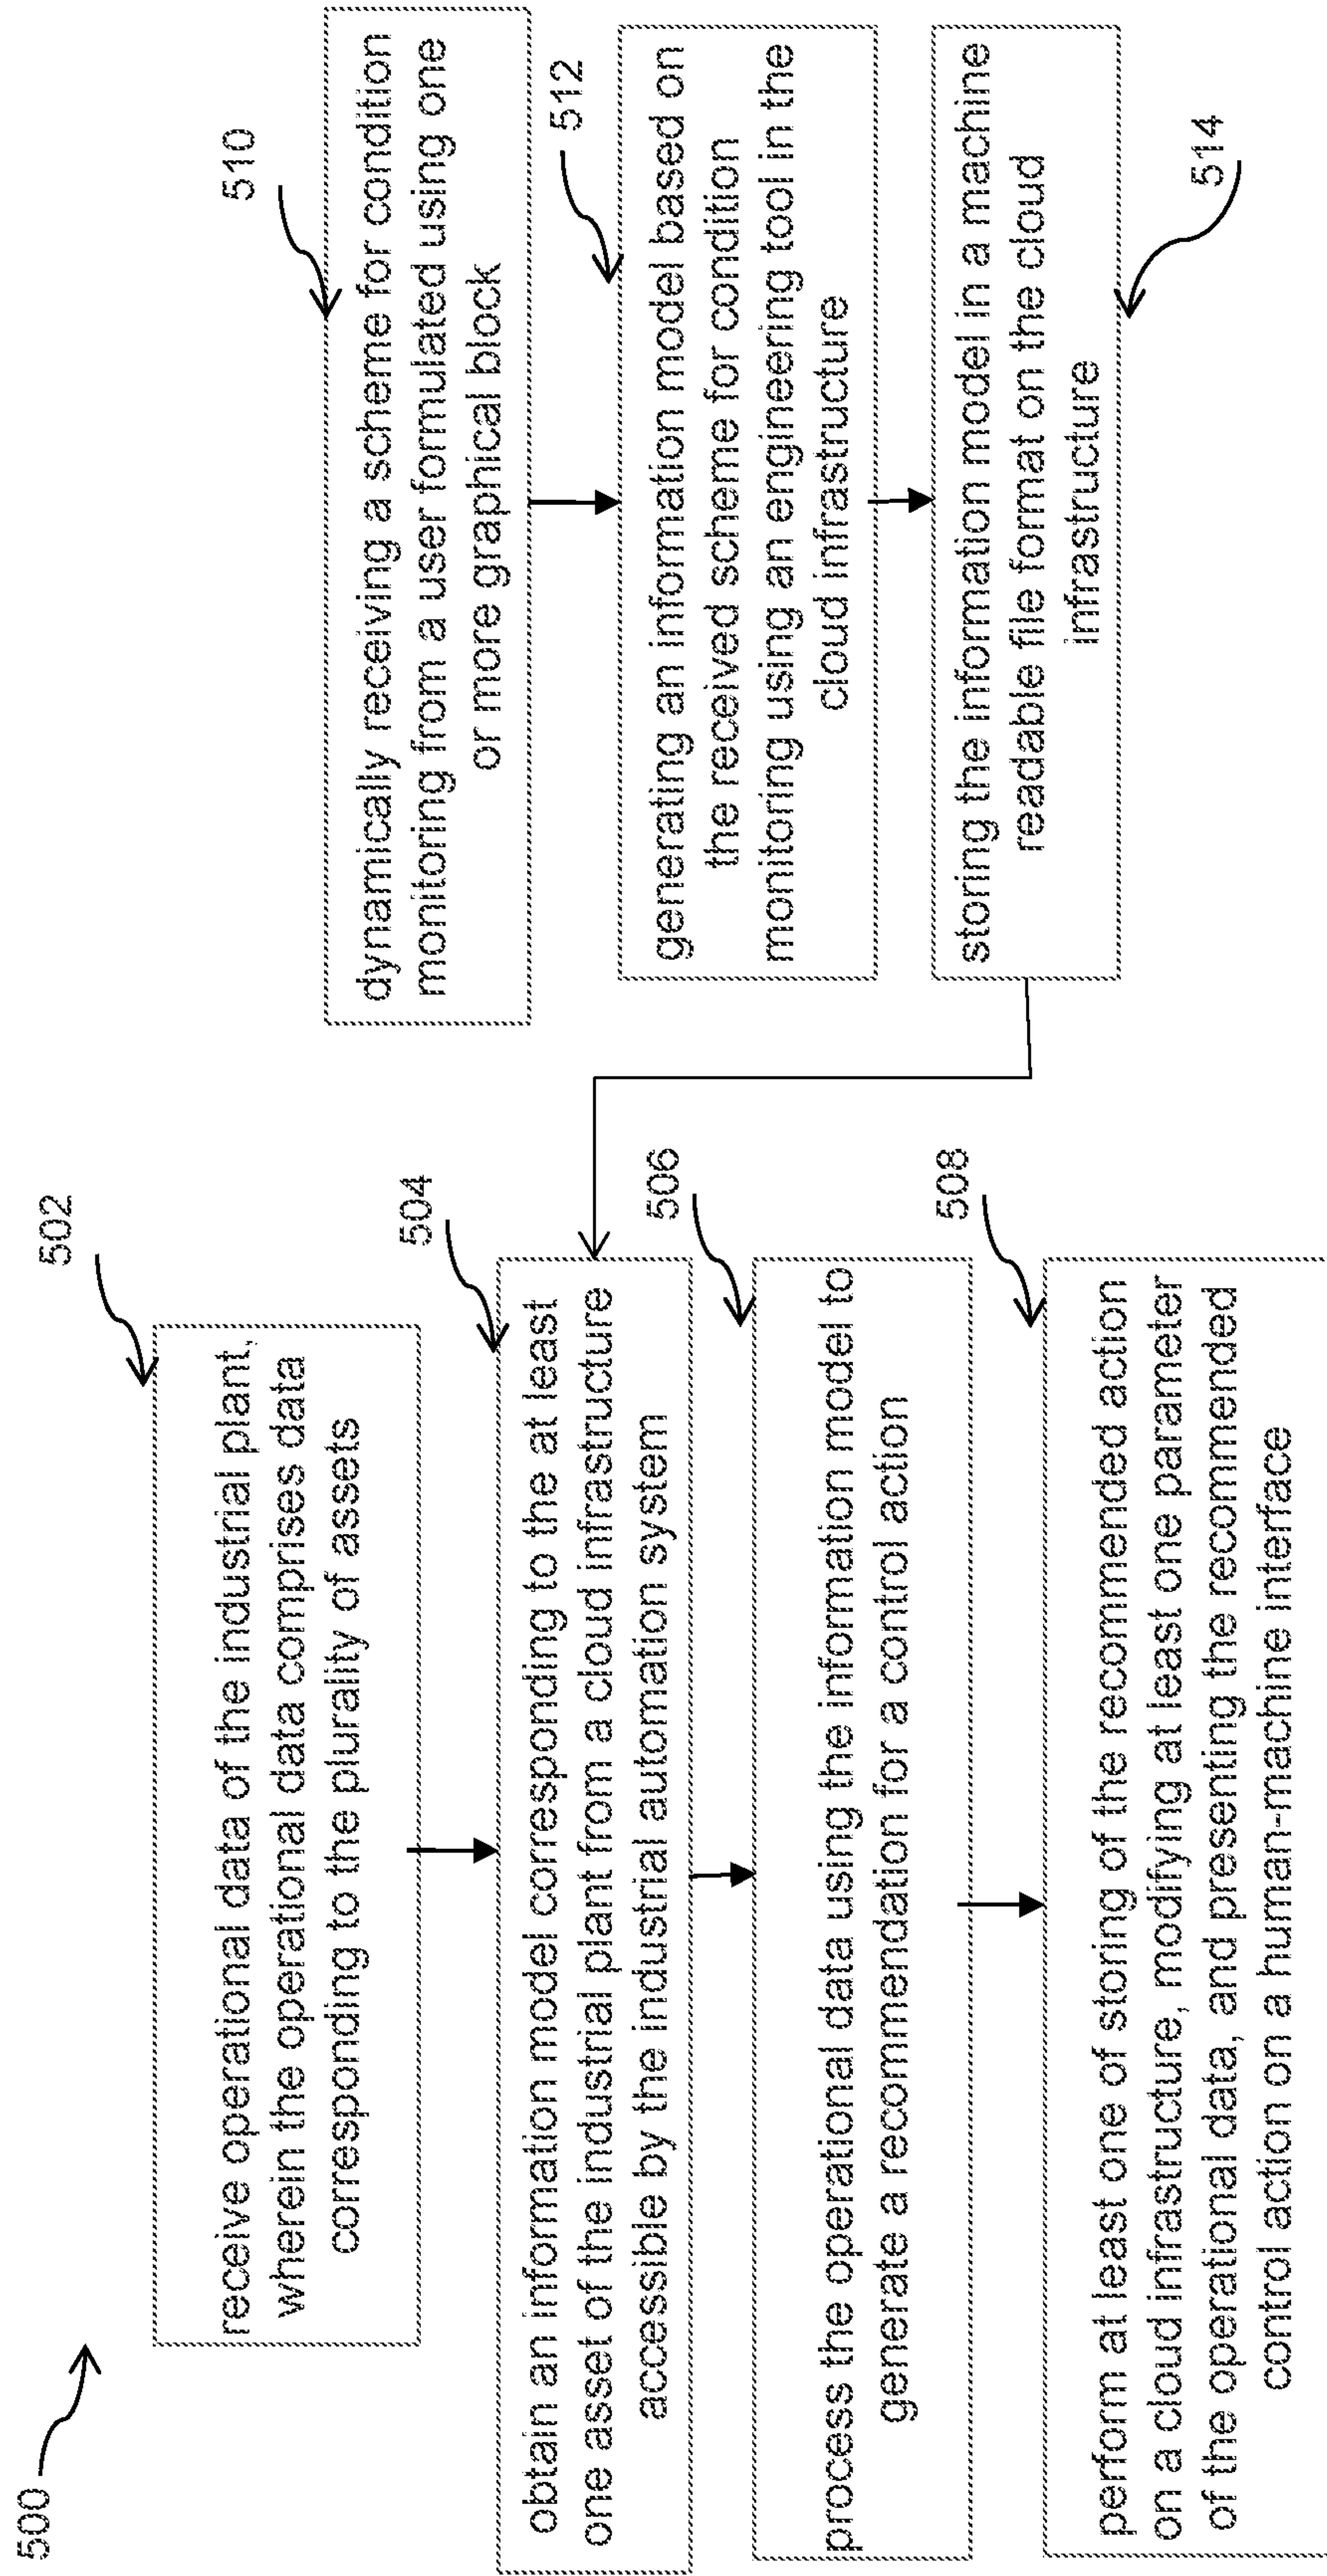 500
502
receive operational data of the industrial plant,
wherein the operational data comprises data
corresponding to the plurality of assets
504
obtain an information model corresponding to the at least
one asset of the industrial plant from a cloud infrastructure
accessible by the industrial automation system
506
process the operational data using the information model to
generate a recommendation for a control action
508
perform at least one of storing of the recommended action
on a cloud infrastructure, modifying at least one parameter
of the operational data, and presenting the recommended
control action on a human-machine interface
510
dynamically receiving a scheme for condition
monitoring from a user formulated using one
or more graphical block
512
generating an information model based on
the received scheme for condition
monitoring using an engineering tool in the
cloud infrastructure
514
storing the information model in a machine
readable file format on the cloud
infrastructure